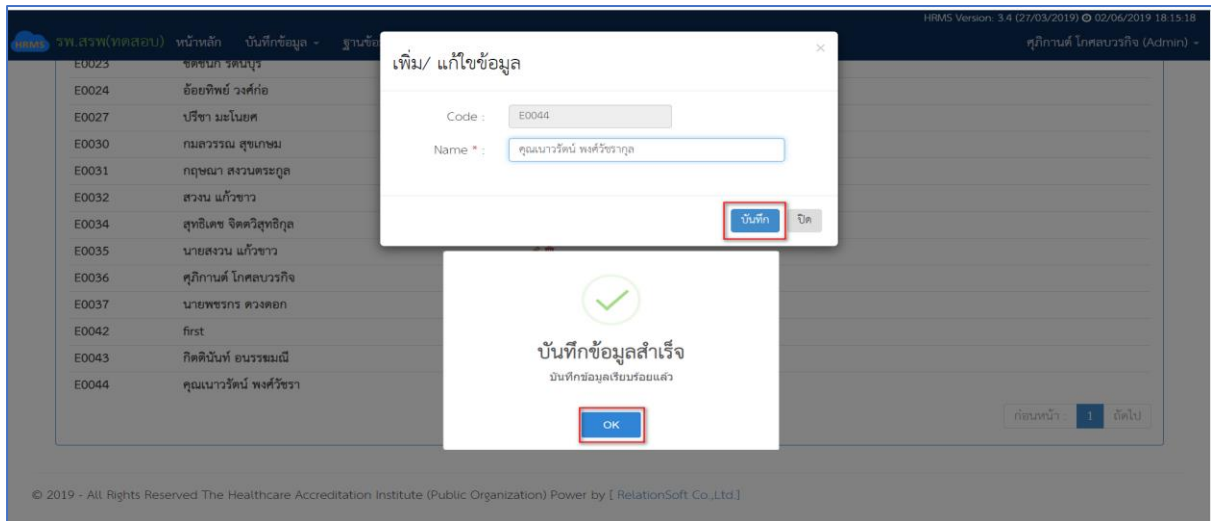 HRMS Version: 3.4 (27/03/2019) 02/06/2019 18:15:18
HRMS รพ.สรพ(ทดสอบ) หน้าหลัก บันทึกข้อมูล ศุภิกานต์ โกศลบวรกิจ (Admin)
เพิ่ม/ แก้ไขข้อมูล
×
Code :
E0044
Name * :
คุณเนาวรัตน์ พงศ์วัชรากุล
บันทึก ปิด
E0023
E0024 อ้อยทิพย์ วงศ์ก่อ
E0027 ปรีชา มะโนยศ
E0030 กมลวรรณ สุขเกษม
E0031 กฤษณา สงวนตระกูล
E0032 สวงน แก้วขาว
E0034 สุทธิเดช จิตตวิสุทธิกุล
E0035 นายสงวน แก้วขาว
E0036 ศุภิกานต์ โกศลบวรกิจ
E0037 นายพชรกร ดวงดอก
E0042 first
E0043 กิตตินันท์ อนรรฆมณี
E0044 คุณเนาวรัตน์ พงศ์วัชรา
บันทึกข้อมูลสำเร็จ
บันทึกข้อมูลเรียบร้อยแล้ว
OK
ก่อนหน้า : 1 ถัดไป
© 2019 - All Rights Reserved The Healthcare Accreditation Institute (Public Organization) Power by [ RelationSoft Co.,Ltd.]